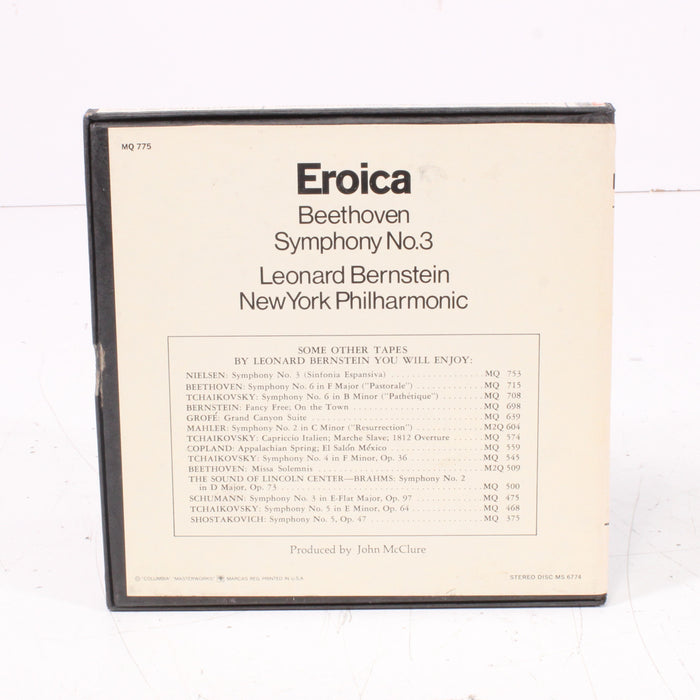 MQ 775
Eroica
Beethoven
Symphony No.3
Leonard Bernstein
New York Philharmonic
SOME OTHER TAPES
BY LEONARD BERNSTEIN YOU WILL ENJOY:
NIELSEN: Symphony No. 3 (Sinfonia Espansiva) MQ 753
BEETHOVEN: Symphony No. 6 in F Major ("Pastorale") MQ 715
TCHAIKOVSKY: Symphony No. 6 in B Minor ("Pathétique") MQ 708
BERNSTEIN: Fancy Free; On the Town MQ 698
GROFÉ: Grand Canyon Suite MQ 639
MAHLER: Symphony No. 2 in C Minor ("Resurrection") M2Q 604
TCHAIKOVSKY: Capriccio Italien; Marche Slave; 1812 Overture MQ 574
COPLAND: Appalachian Spring; El Salón México MQ 559
TCHAIKOVSKY: Symphony No. 4 in F Minor, Op. 36 MQ 545
BEETHOVEN: Missa Solemnis M2Q 509
THE SOUND OF LINCOLN CENTER—BRAHMS: Symphony No. 2
in D Major, Op. 73 MQ 500
SCHUMANN: Symphony No. 3 in E-Flat Major, Op. 97 MQ 475
TCHAIKOVSKY: Symphony No. 5 in E Minor, Op. 64 MQ 468
SHOSTAKOVICH: Symphony No. 5, Op. 47 MQ 375
Produced by John McClure
"COLUMBIA" "MASTERWORKS" MARCAS REG. PRINTED IN U.S.A.
STEREO DISC MS 6774